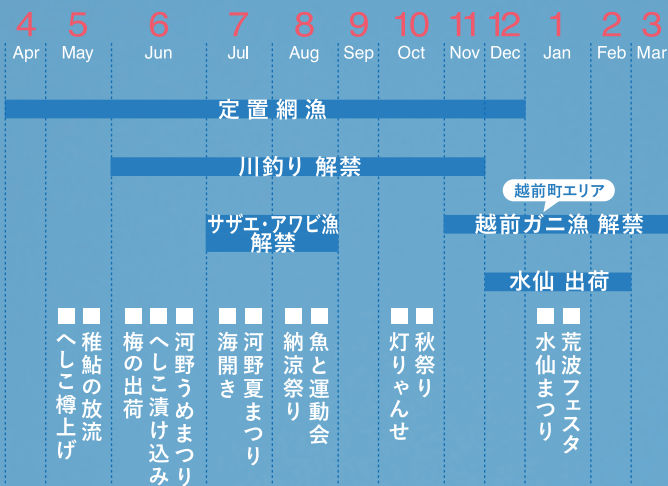 4 5 6 7 8 9 10 11 12 1 2 3
Apr May Jun Jul Aug Sep Oct Nov Dec Jan Feb Mar
定置網漁
川釣り 解禁
越前町エリア
サザエ・アワビ漁
解禁
越前ガニ漁 解禁
水仙 出荷
へしこ樽上げ
稚鮎の放流
梅の出荷
へしこ漬け込み
河野うめまつり
海開き
河野夏まつり
納涼祭り
魚と運動会
灯りゃんせ
秋祭り
水仙まつり
荒波フェスタ